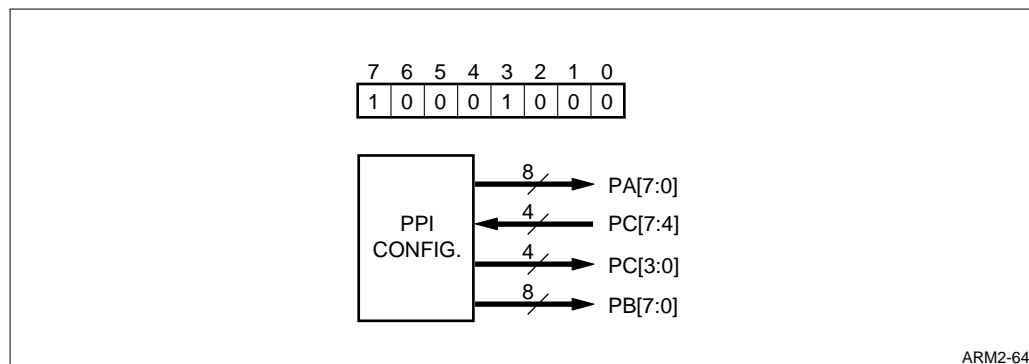 7 6 5 4 3 2 1 0
1 0 0 0 1 0 0 0
8 PA[7:0]
PPI CONFIG.
4 PC[7:4]
4 PC[3:0]
8 PB[7:0]
ARM2-64